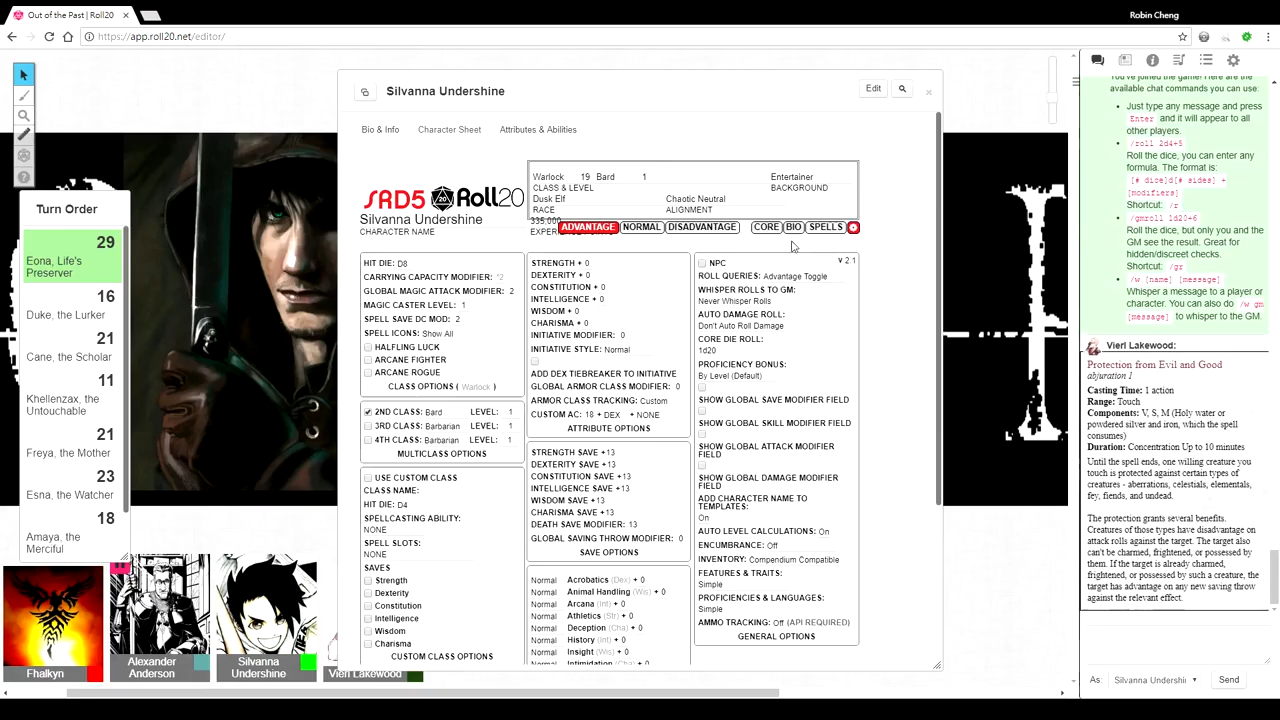 Robin Cheng
Out of the Past | Roll20
https://app.roll20.net/editor/
Turn Order
29
Eona, Life's
Preserver
16
Duke, the Lurker
21
Cane, the Scholar
11
Khellenzax, the
Untouchable
21
Freya, the Mother
23
Esna, the Watcher
18
Amaya, the
Merciful
Fhalkyn
Alexander
Anderson
Silvanna
Undershine
Vieri Lakewood
Silvanna Undershine
Edit
Bio & Info
Character Sheet
Attributes & Abilities
SRD5 Roll20
Silvanna Undershine
CHARACTER NAME
Warlock 19 Bard 1
CLASS & LEVEL
Entertainer
BACKGROUND
Dusk Elf
RACE
Chaotic Neutral
ALIGNMENT
335,000
ADVANTAGE NORMAL DISADVANTAGE CORE BIO SPELLS
HIT DIE: D8
CARRYING CAPACITY MODIFIER: *2
GLOBAL MAGIC ATTACK MODIFIER: 2
MAGIC CASTER LEVEL: 1
SPELL SAVE DC MOD: 2
SPELL ICONS: Show All
HALFLING LUCK
ARCANE FIGHTER
ARCANE ROGUE
CLASS OPTIONS ( Warlock )
2ND CLASS: Bard LEVEL: 1
3RD CLASS: Barbarian LEVEL: 1
4TH CLASS: Barbarian LEVEL: 1
MULTICLASS OPTIONS
USE CUSTOM CLASS
CLASS NAME:
HIT DIE: D4
SPELLCASTING ABILITY:
NONE
SPELL SLOTS:
NONE
SAVES
Strength
Dexterity
Constitution
Intelligence
Wisdom
Charisma
CUSTOM CLASS OPTIONS
STRENGTH + 0
DEXTERITY + 0
CONSTITUTION + 0
INTELLIGENCE + 0
WISDOM + 0
CHARISMA + 0
INITIATIVE MODIFIER: 0
INITIATIVE STYLE: Normal
ADD DEX TIEBREAKER TO INITIATIVE
GLOBAL ARMOR CLASS MODIFIER: 0
ARMOR CLASS TRACKING: Custom
CUSTOM AC: 18 + DEX + NONE
ATTRIBUTE OPTIONS
STRENGTH SAVE +13
DEXTERITY SAVE +13
CONSTITUTION SAVE +13
INTELLIGENCE SAVE +13
WISDOM SAVE +13
CHARISMA SAVE +13
DEATH SAVE MODIFIER: 13
GLOBAL SAVING THROW MODIFIER: 0
SAVE OPTIONS
Normal Acrobatics (Dex) + 0
Normal Animal Handling (Wis) + 0
Normal Arcana (Int) + 0
Normal Athletics (Str) + 0
Normal Deception (Cha) + 0
Normal History (Int) + 0
Normal Insight (Wis) + 0
Normal Intimidation (Cha) + 0
NPC
v 2.1
ROLL QUERIES: Advantage Toggle
WHISPER ROLLS TO GM:
Never Whisper Rolls
AUTO DAMAGE ROLL:
Don't Auto Roll Damage
CORE DIE ROLL:
1d20
PROFICIENCY BONUS:
By Level (Default)
SHOW GLOBAL SAVE MODIFIER FIELD
SHOW GLOBAL SKILL MODIFIER FIELD
SHOW GLOBAL ATTACK MODIFIER
FIELD
SHOW GLOBAL DAMAGE MODIFIER
FIELD
ADD CHARACTER NAME TO
TEMPLATES:
On
AUTO LEVEL CALCULATIONS: On
ENCUMBRANCE: Off
INVENTORY: Compendium Compatible
FEATURES & TRAITS:
Simple
PROFICIENCIES & LANGUAGES:
Simple
AMMO TRACKING: Off (API REQUIRED)
GENERAL OPTIONS
You've joined the game! Here are the
available chat commands you can use:
Just type any message and press
Enter and it will appear to all
other players.
/roll 2d4+5
Roll the dice, you can enter any
formula. The format is:
[# dice]d[# sides] +
[modifiers]
Shortcut: /r
/gmroll 1d20+6
Roll dice, but only you and the
GM see the result. Great for
hidden/discreet checks.
Shortcut: /gr
/w [name] [message]
Whisper a message to a player or
character. You can also do /w gm
[message] to whisper to the GM.
Vieri Lakewood:
Protection from Evil and Good
abjuration 1
Casting Time: 1 action
Range: Touch
Components: V, S, M (Holy water or
powdered silver and iron, which the spell
consumes)
Duration: Concentration Up to 10 minutes
Until the spell ends, one willing creature you
touch is protected against certain types of
creatures - aberrations, celestials, elementals,
fey, fiends, and undead.
The protection grants several benefits.
Creatures of those types have disadvantage on
attack rolls against the target. The target also
can't be charmed, frightened, or possessed by
them. If the target is already charmed,
frightened, or possessed by such a creature, the
target has advantage on any new saving throw
against the relevant effect.
As: Silvanna Undershi
Send